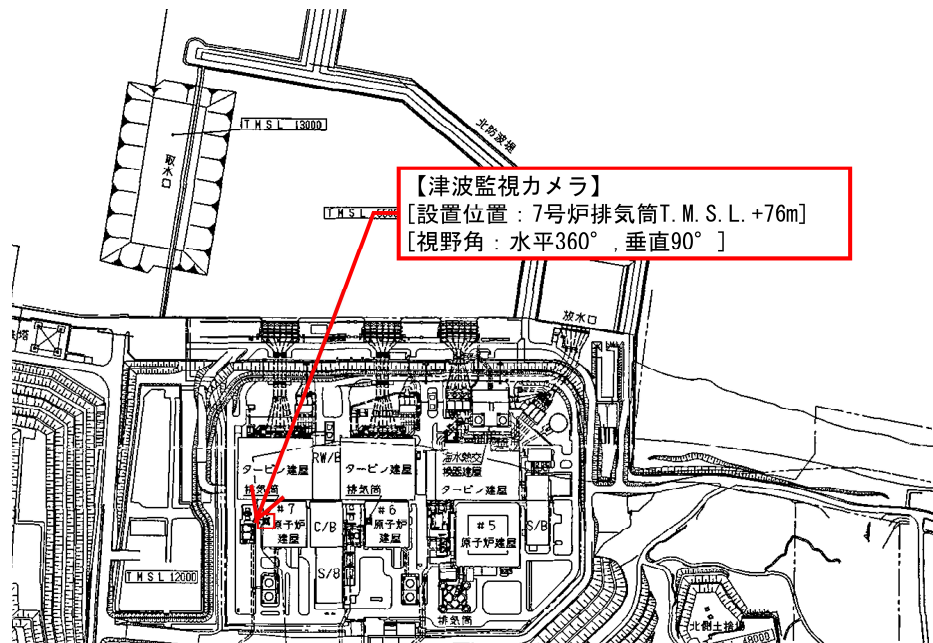 北防波堤
TMSL 13000
取水口
【津波監視カメラ】
[設置位置：7号炉排気筒T.M.S.L.+76m]
[視野角：水平360°,垂直90°]
放水口
タービン建屋
RW/B
タービン建屋
海水熱交
換器建屋
タービン建屋
排気筒
排気筒
#7
原子炉
建屋
C/B
#6
原子炉
建屋
#5
原子炉建屋
S/B
S/B
TMSL 12000
排気筒
北側土捨場